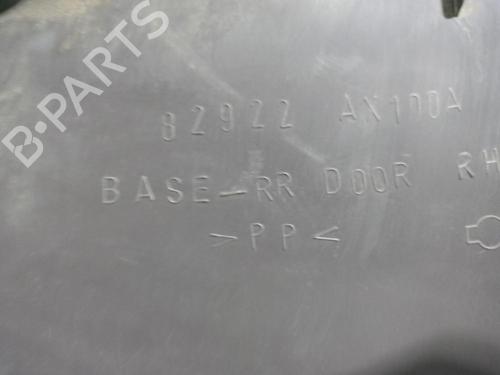 B-PARTS
82922 AX100A
BASE-RR DOOR RH
>PP<